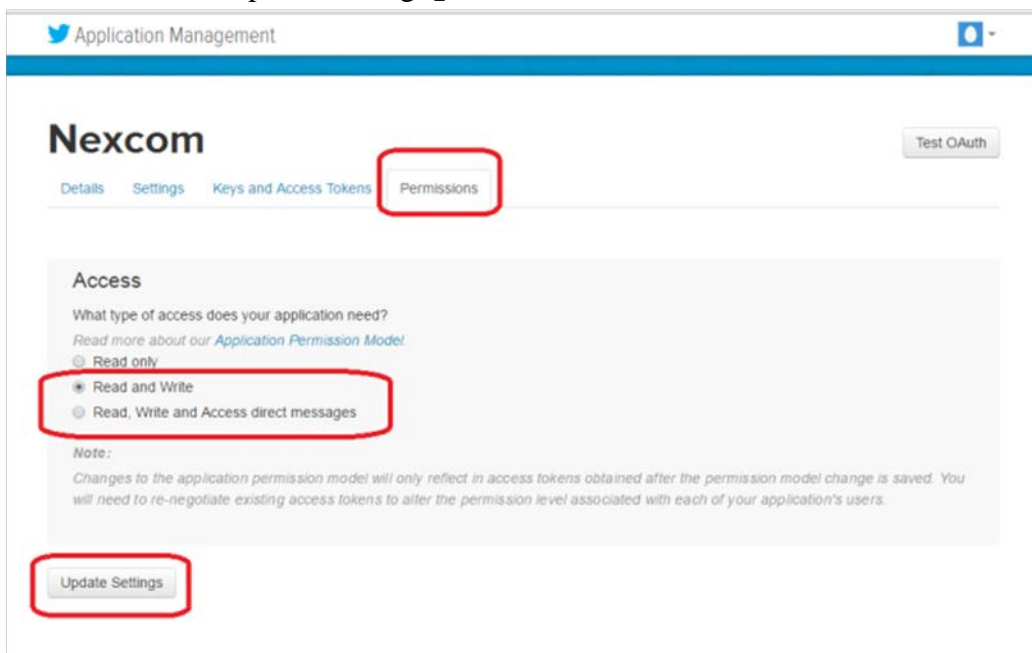 Application Management
Nexcom
Test OAuth
Details Settings Keys and Access Tokens Permissions
Access
What type of access does your application need?
Read more about our Application Permission Model.
Read only
Read and Write
Read, Write and Access direct messages
Note:
Changes to the application permission model will only reflect in access tokens obtained after the permission model change is saved. You
will need to re-negotiate existing access tokens to alter the permission level associated with each of your application's users.
Update Settings